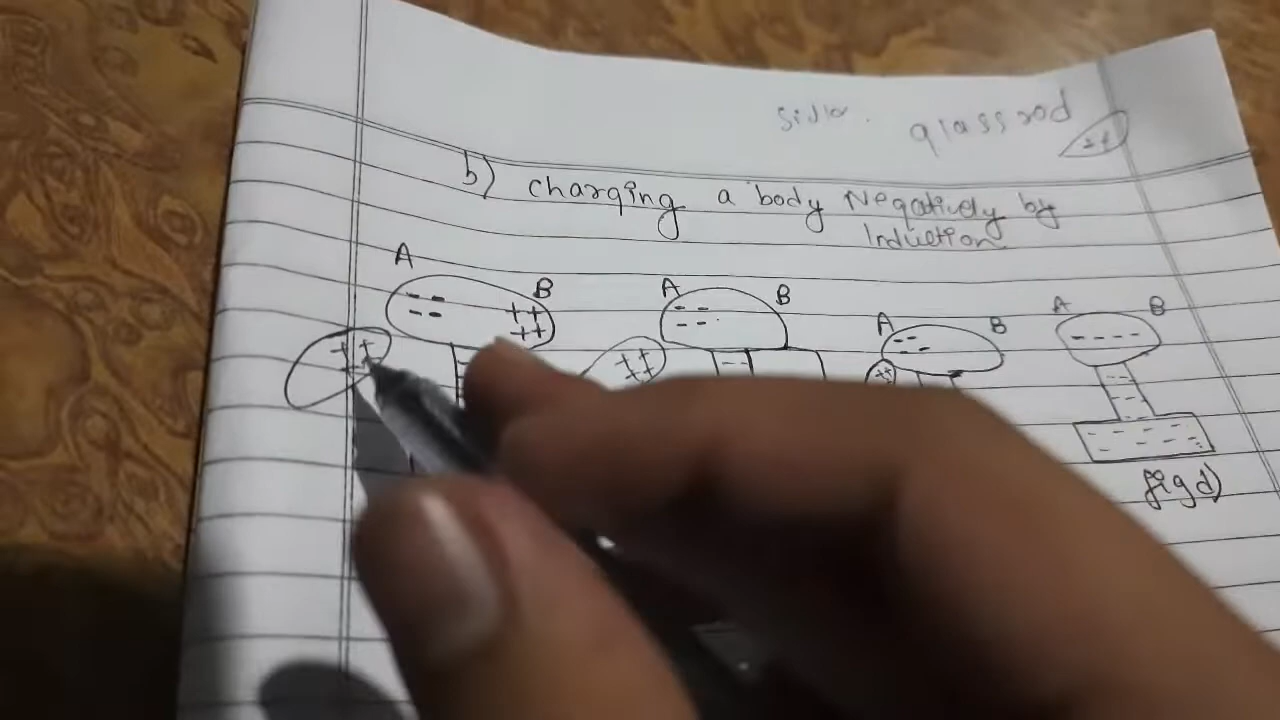 glass rod
++
b) charging a body Negatively by
Induction
A B A B A B A B
-- ++ -- -- ----
-- ++ -- --
++ ++ ++
++ ++ ++
fig d)